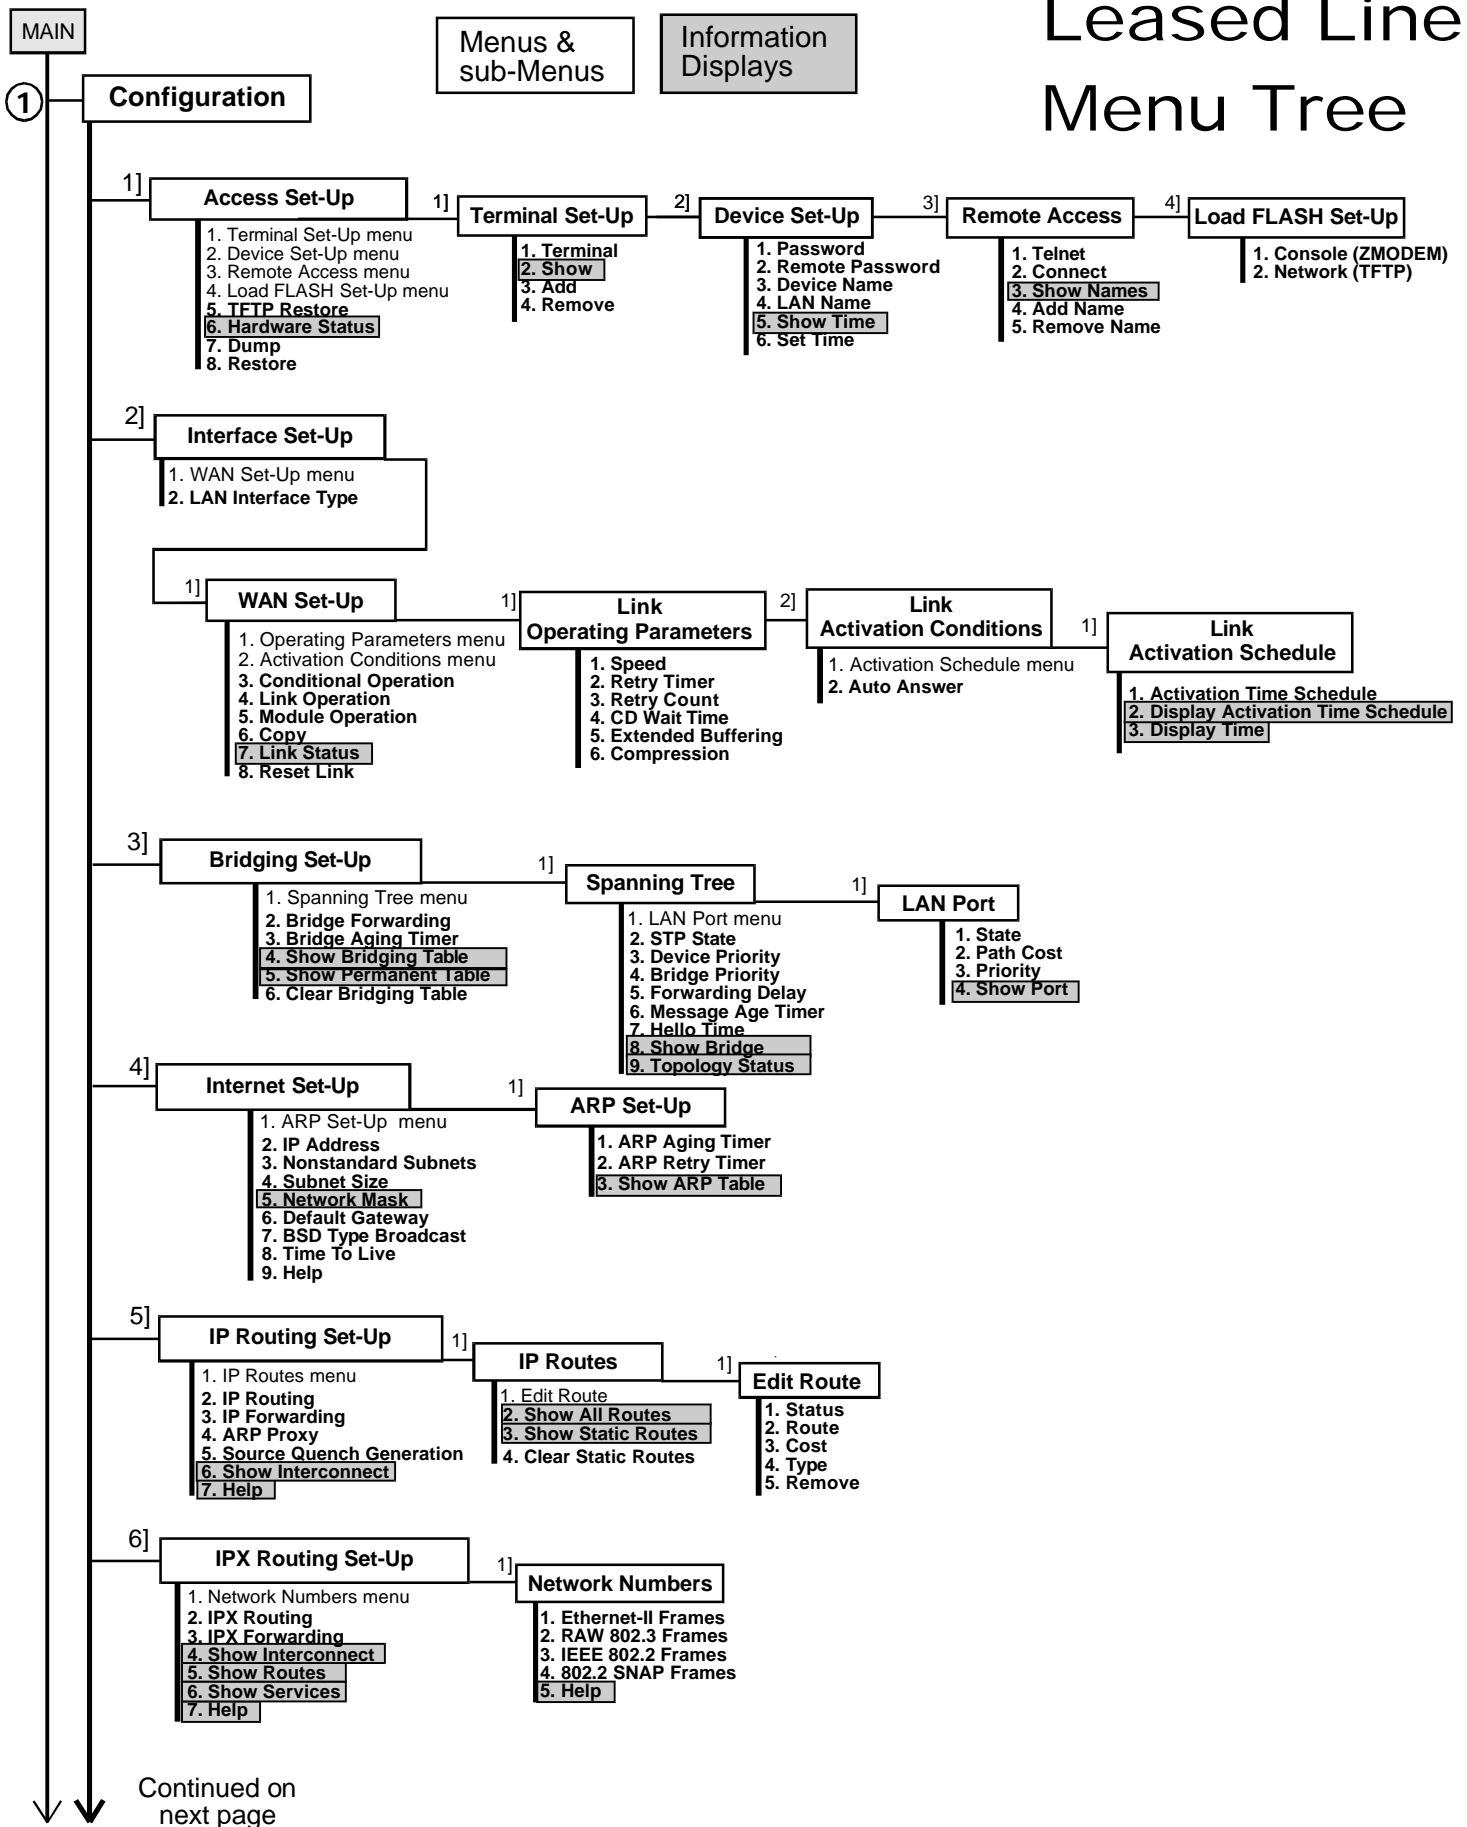 MAIN
Menus &
sub-Menus
Information
Displays
Leased Line
Menu Tree
1
Configuration
1]
Access Set-Up
1. Terminal Set-Up menu
2. Device Set-Up menu
3. Remote Access menu
4. Load FLASH Set-Up menu
5. TFTP Restore
6. Hardware Status
7. Dump
8. Restore
1]
Terminal Set-Up
1. Terminal
2. Show
3. Add
4. Remove
2]
Device Set-Up
1. Password
2. Remote Password
3. Device Name
4. LAN Name
5. Show Time
6. Set Time
3]
Remote Access
1. Telnet
2. Connect
3. Show Names
4. Add Name
5. Remove Name
4]
Load FLASH Set-Up
1. Console (ZMODEM)
2. Network (TFTP)
2]
Interface Set-Up
1. WAN Set-Up menu
2. LAN Interface Type
1]
WAN Set-Up
1. Operating Parameters menu
2. Activation Conditions menu
3. Conditional Operation
4. Link Operation
5. Module Operation
6. Copy
7. Link Status
8. Reset Link
1]
Link
Operating Parameters
1. Speed
2. Retry Timer
3. Retry Count
4. CD Wait Time
5. Extended Buffering
6. Compression
2]
Link
Activation Conditions
1. Activation Schedule menu
2. Auto Answer
1]
Link
Activation Schedule
1. Activation Time Schedule
2. Display Activation Time Schedule
3. Display Time
3]
Bridging Set-Up
1. Spanning Tree menu
2. Bridge Forwarding
3. Bridge Aging Timer
4. Show Bridging Table
5. Show Permanent Table
6. Clear Bridging Table
1]
Spanning Tree
1. LAN Port menu
2. STP State
3. Device Priority
4. Bridge Priority
5. Forwarding Delay
6. Message Age Timer
7. Hello Time
8. Show Bridge
9. Topology Status
1]
LAN Port
1. State
2. Path Cost
3. Priority
4. Show Port
4]
Internet Set-Up
1. ARP Set-Up menu
2. IP Address
3. Nonstandard Subnets
4. Subnet Size
5. Network Mask
6. Default Gateway
7. BSD Type Broadcast
8. Time To Live
9. Help
1]
ARP Set-Up
1. ARP Aging Timer
2. ARP Retry Timer
3. Show ARP Table
5]
IP Routing Set-Up
1. IP Routes menu
2. IP Routing
3. IP Forwarding
4. ARP Proxy
5. Source Quench Generation
6. Show Interconnect
7. Help
1]
IP Routes
1. Edit Route
2. Show All Routes
3. Show Static Routes
4. Clear Static Routes
1]
Edit Route
1. Status
2. Route
3. Cost
4. Type
5. Remove
6]
IPX Routing Set-Up
1. Network Numbers menu
2. IPX Routing
3. IPX Forwarding
4. Show Interconnect
5. Show Routes
6. Show Services
7. Help
1]
Network Numbers
1. Ethernet-II Frames
2. RAW 802.3 Frames
3. IEEE 802.2 Frames
4. 802.2 SNAP Frames
5. Help
Continued on
next page